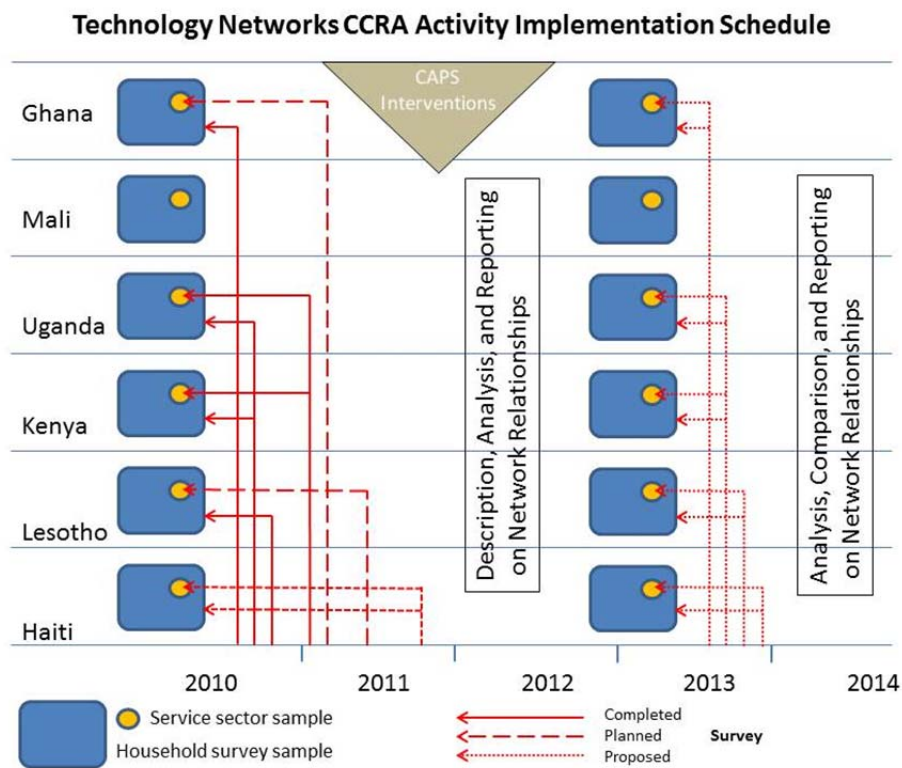 Technology Networks CCRA Activity Implementation Schedule
CAPS
Interventions
Ghana
Mali
Uganda
Kenya
Lesotho
Haiti
Description, Analysis, and Reporting
on Network Relationships
Analysis, Comparison, and Reporting
on Network Relationships
2010
2011
2012
2013
2014
Service sector sample
Household survey sample
Completed
Planned
Proposed
Survey